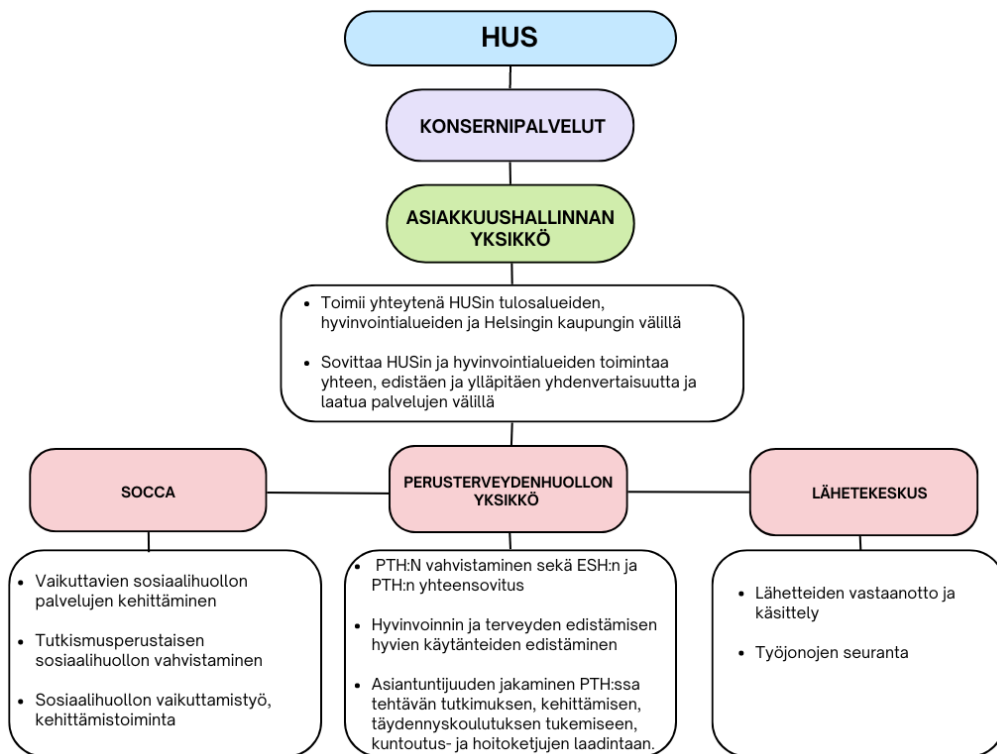 HUS
KONSERNIPALVELUT
ASIAKKUUSHALLINNAN
YKSIKKÖ
• Toimii yhteytenä HUSin tulosalueiden,
hyvinvointialueiden ja Helsingin kaupungin välillä
• Sovittaa HUSin ja hyvinvointialueiden toimintaa
yhteen, edistäen ja ylläpitäen yhdenvertaisuutta ja
laatua palvelujen välillä
SOCCA
• Vaikuttavien sosiaalihuollon
palvelujen kehittäminen
• Tutkismusperustaisen
sosiaalihuollon vahvistaminen
• Sosiaalihuollon vaikuttamistyö,
kehittämistoiminta
PERUSTERVEYDENHUOLLON
YKSIKKÖ
• PTH:N vahvistaminen sekä ESH:n ja
PTH:n yhteensovitus
• Hyvinvoinnin ja terveyden edistämisen
hyvien käytänteiden edistäminen
• Asiantuntijuuden jakaminen PTH:ssa
tehtävän tutkimuksen, kehittämisen,
täydennyskoulutuksen tukemiseen,
kuntoutus- ja hoitoketjujen laadintaan.
LÄHETEKESKUS
• Lähetteiden vastaanotto ja
käsittely
• Työjonojen seuranta